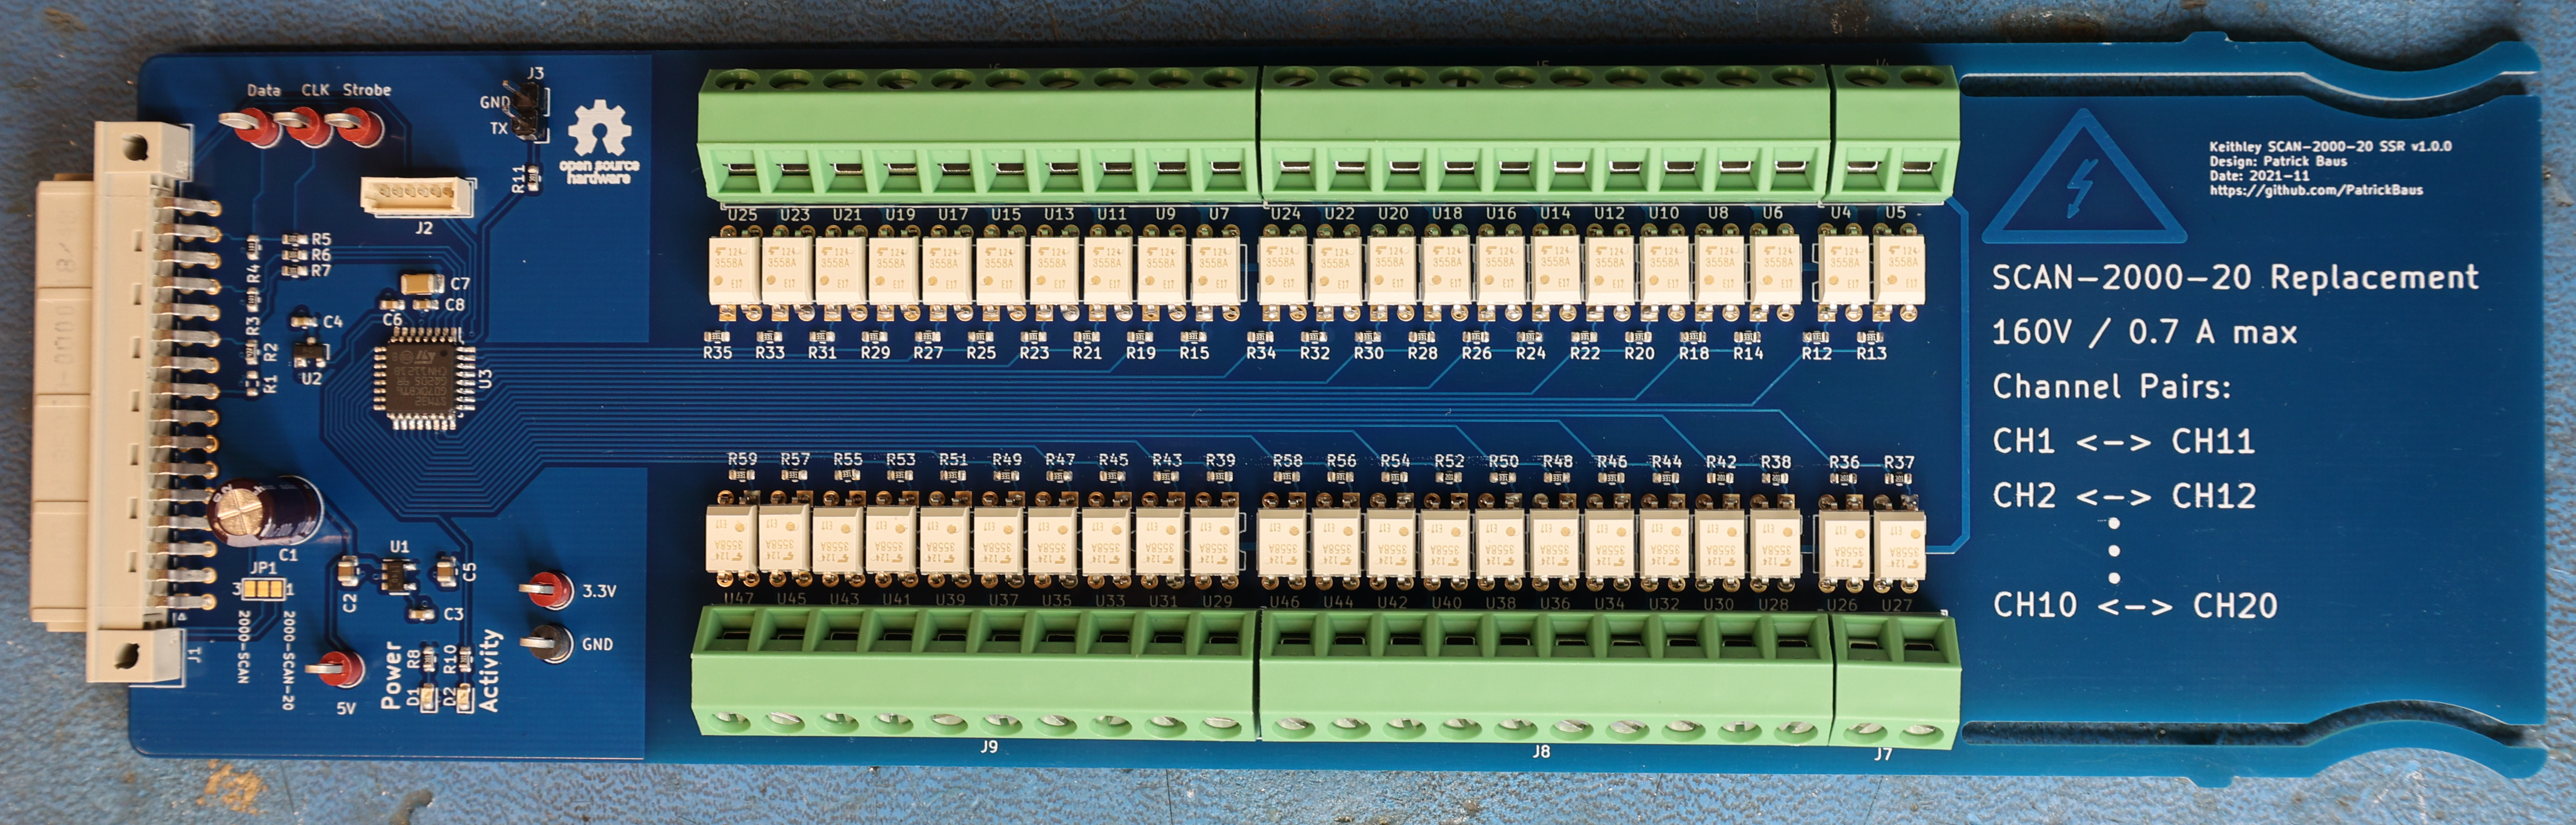 Data CLK Strobe
J3
GND
TX
R11
open source
hardware
J2
R5
R6
R7
R4
R3
R2
R1
C4
U2
C7
C8
C6
U3
C1
JP1
3 1
2000-SCAN
2000-SCAN-20
J1
C2
U1
C5
C3
5V
Power
R8
R10
D1
D2
Activity
3.3V
GND
U25 U23 U21 U19 U17 U15 U13 U11 U9 U7 U24 U22 U20 U18 U16 U14 U12 U10 U8 U6 U4 U5
124 3558A E17
R35 R33 R31 R29 R27 R25 R23 R21 R19 R15 R34 R32 R30 R28 R26 R24 R22 R20 R18 R14 R12 R13
R59 R57 R55 R53 R51 R49 R47 R45 R43 R39 R58 R56 R54 R52 R50 R48 R46 R44 R42 R38 R36 R37
U47 U45 U43 U41 U39 U37 U35 U33 U31 U29 U46 U44 U42 U40 U38 U36 U34 U32 U30 U28 U26 U27
J9 J8 J7
Keithley SCAN-2000-20 SSR v1.0.0
Design: Patrick Baus
Date: 2021-11
https://github.com/PatrickBaus
SCAN-2000-20 Replacement
160V / 0.7 A max
Channel Pairs:
CH1 <-> CH11
CH2 <-> CH12
CH10 <-> CH20